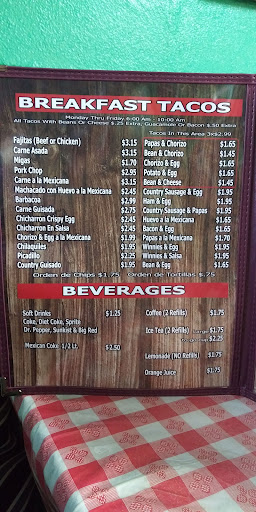 BREAKFAST TACOS
Monday Thru Friday 6:00 Am - 10:00 Am
All Tacos With Beans Or Cheese $.25 Extra, Guacamole Or Bacon $.50 Extra
Tacos In This Area 3x$2.99
Fajitas (Beef or Chicken) $3.15
Carne Asada $3.15
Migas $1.70
Pork Chop $2.95
Carne a la Mexicana $3.15
Machacado con Huevo a la Mexicana $2.45
Barbacoa $2.99
Carne Guisada $2.75
Chicharron Crispy Egg $2.45
Chicharron En Salsa $2.45
Chorizo & Egg a la Mexicana $1.99
Chilaquiles $1.95
Picadillo $2.25
Country Guisado $1.95
Papas & Chorizo $1.65
Bean & Chorizo $1.45
Chorizo & Egg $1.65
Potato & Egg $1.65
Bean & Cheese $1.45
Country Sausage & Egg $1.95
Ham & Egg $1.95
Country Sausage & Papas $1.95
Huevo a la Mexicana $1.65
Bacon & Egg $1.65
Papas a la Mexicana $1.70
Winnies & Egg $1.95
Winnies & Salsa $1.95
Bean & Egg $1.65
Orden de Chips $1.75 Orden de Tortillas $.75
BEVERAGES
Soft Drinks $1.25
Coke, Diet Coke, Sprite
Dr. Pepper, Sunkist & Big Red
Mexican Coke 1/2 Lt. $2.50
Coffee (2 Refills) $1.75
Ice Tea (2 Refills) Large $1.75
$2.25
Lemonade (NO Refills) $1.75
Orange Juice $1.75